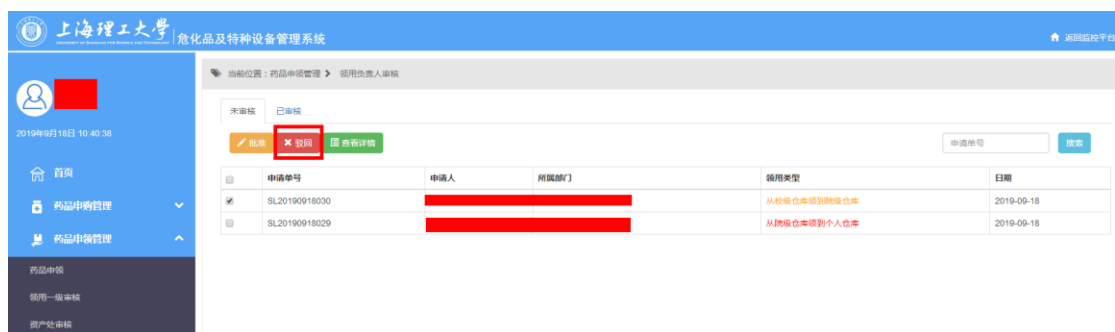 上海理工大学 危化品及特种设备管理系统 返回监控平台
当前位置：药品申领管理 领用负责人审核
未审核 已审核
2019年9月18日 10:40:38
批准 驳回 查看详情 申请单号 搜索
首页
申请单号 申请人 所属部门 领用类型 日期
药品申购管理
SL20190918030 从校级仓库领到院级仓库 2019-09-18
SL20190918029 从院级仓库领到个人仓库 2019-09-18
药品申领管理
药品申领
领用一级审核
资产处审核